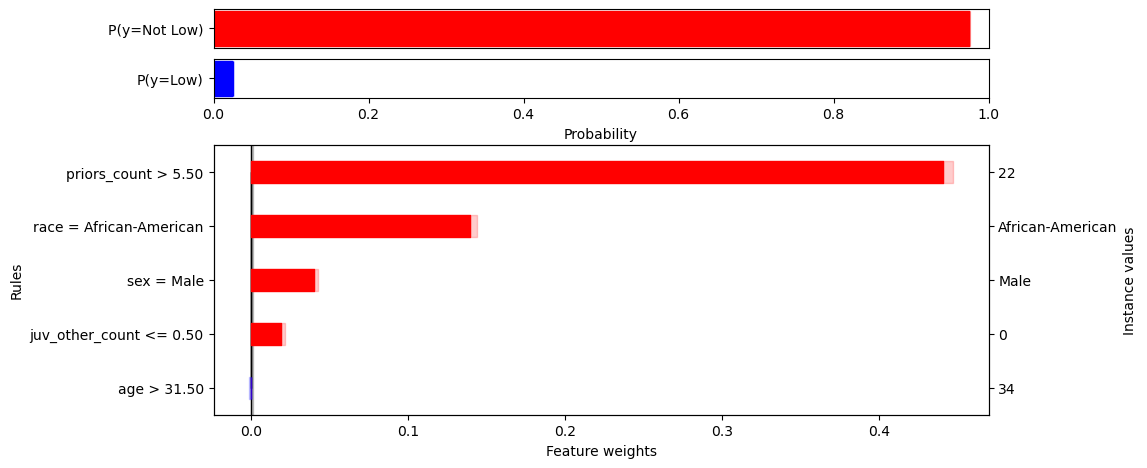 P(y=Not Low)
P(y=Low)
0.0 0.2 0.4 0.6 0.8 1.0
Probability
Rules
priors_count > 5.50 22
race = African-American African-American
sex = Male Male
juv_other_count <= 0.50 0
age > 31.50 34
Instance values
0.0 0.1 0.2 0.3 0.4
Feature weights